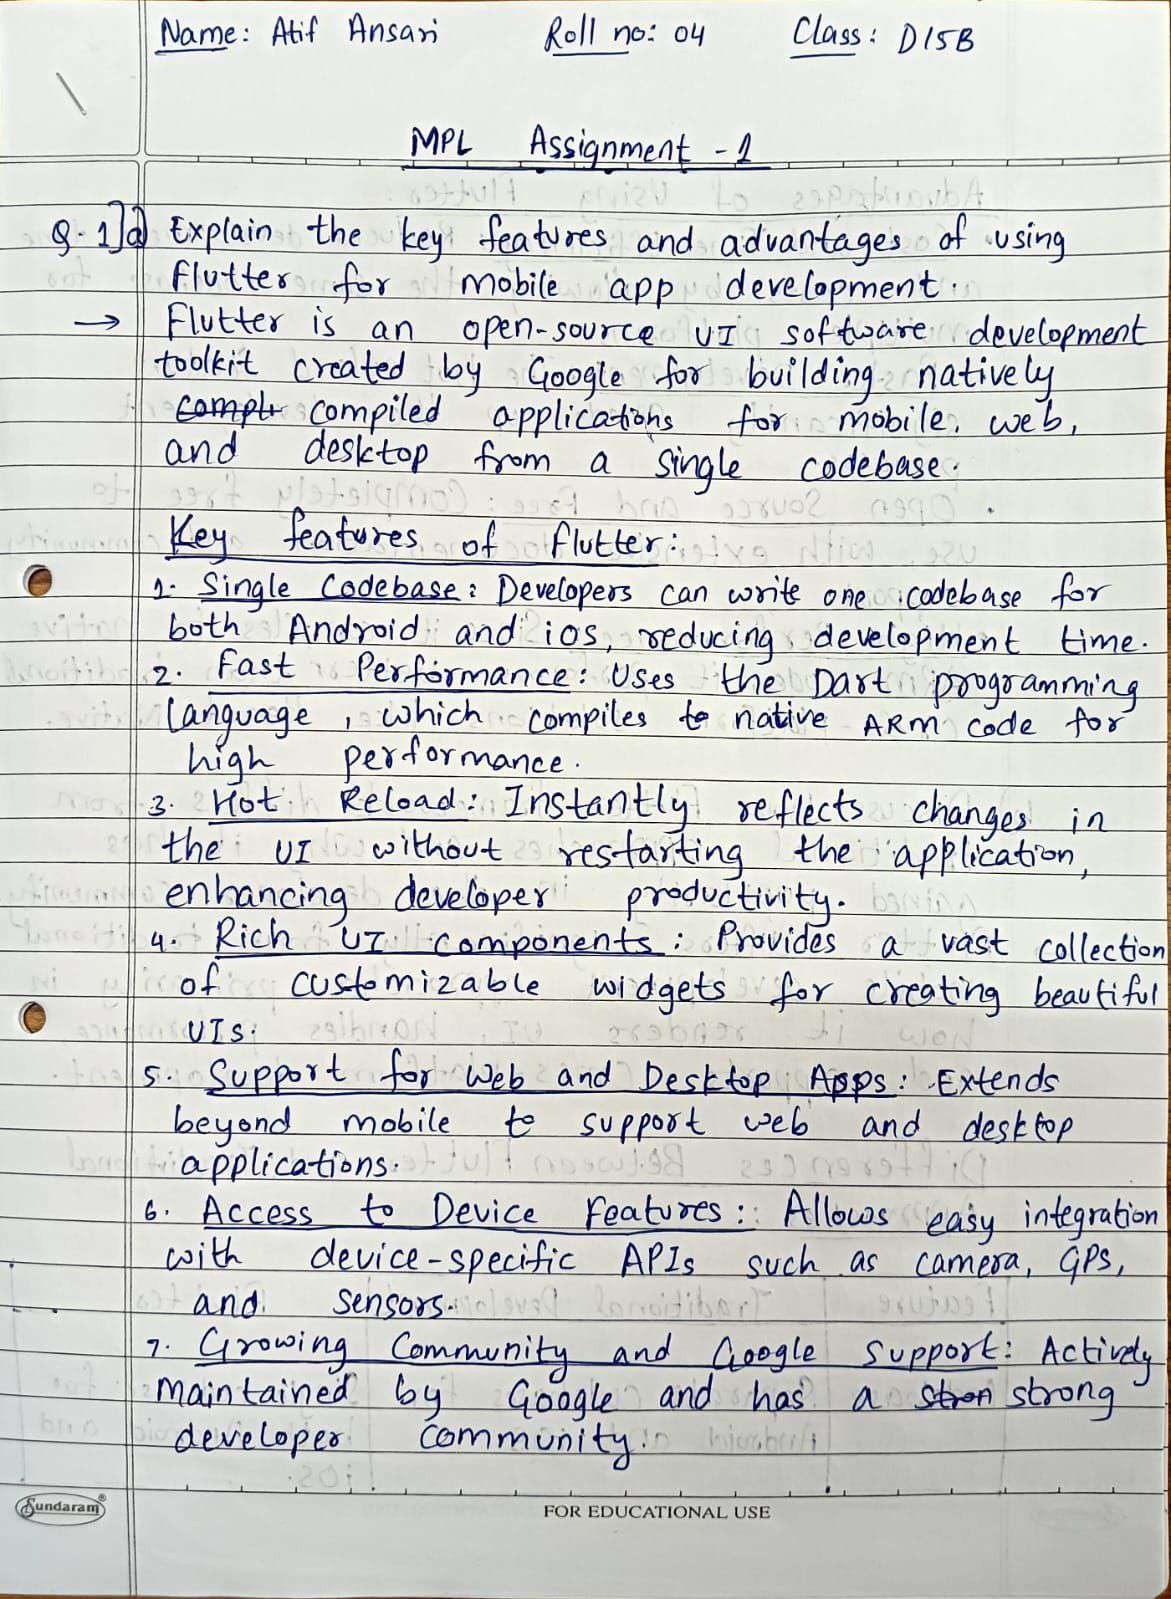 Name: Atif Ansari Roll no: 04 Class: D15B
MPL Assignment - 1
Q.1]a) Explain the key features and advantages of using
flutter for mobile app development.
→ Flutter is an open-source UI software development
toolkit created by Google for building natively
compl compiled applications for mobile, web,
and desktop from a single codebase.
Key features of flutter:
1. Single Codebase: Developers can write one codebase for
both Android and ios, reducing development time.
2. Fast Performance: Uses the Dart programming
language, which compiles to native ARM code for
high performance.
3. Hot Reload: Instantly reflects changes in
the UI without restarting the application,
enhancing developer productivity.
4. Rich UI components: Provides a vast collection
of customizable widgets for creating beautiful
UIs.
5. Support for Web and Desktop Apps: Extends
beyond mobile to support web and desktop
applications.
6. Access to Device Features: Allows easy integration
with device-specific APIs such as camera, GPS,
and sensors.
7. Growing Community and Google Support: Actively
maintained by Google and has a stron strong
developer community.
Sundaram®
FOR EDUCATIONAL USE